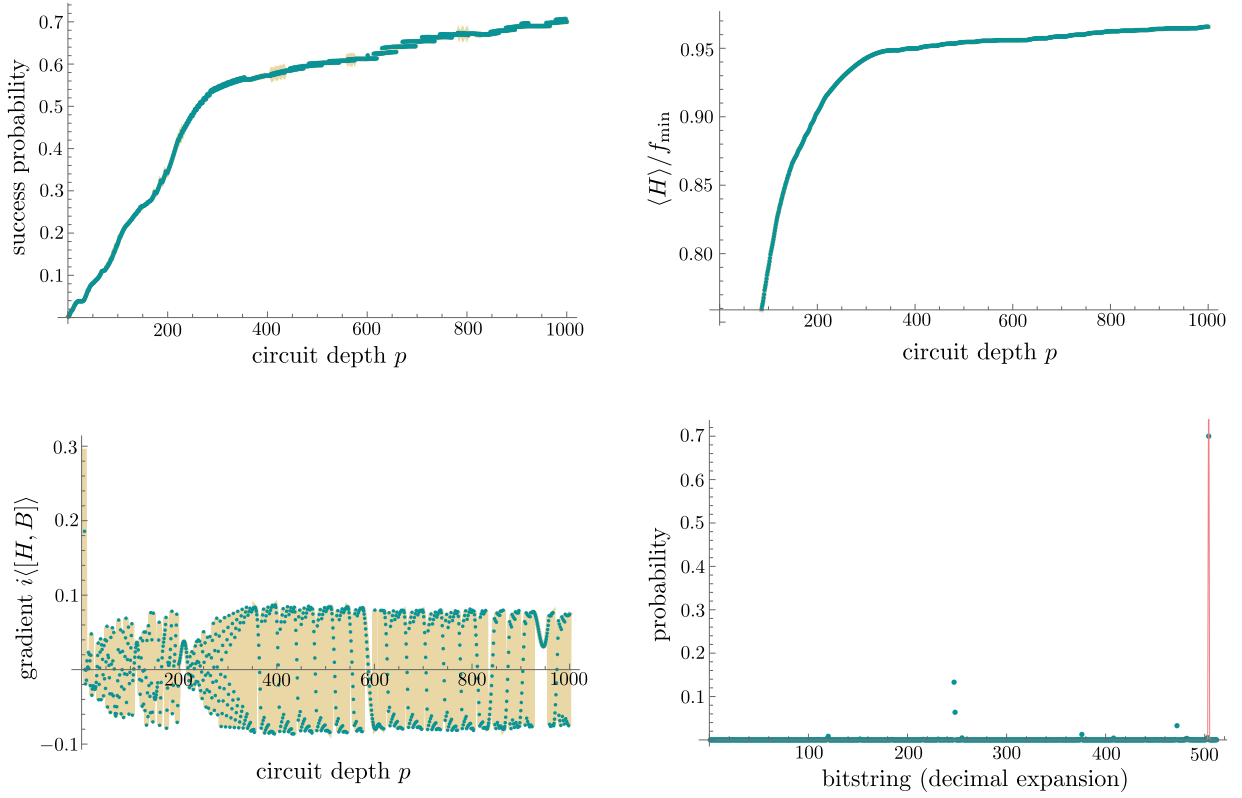 success probability
0.7
0.6
0.5
0.4
0.3
0.2
0.1
200 400 600 800 1000
circuit depth p
⟨H⟩/f_min
0.95
0.90
0.85
0.80
200 400 600 800 1000
circuit depth p
gradient i⟨[H, B]⟩
0.3
0.2
0.1
−0.1
200 400 600 800 1000
circuit depth p
probability
0.7
0.6
0.5
0.4
0.3
0.2
0.1
100 200 300 400 500
bitstring (decimal expansion)